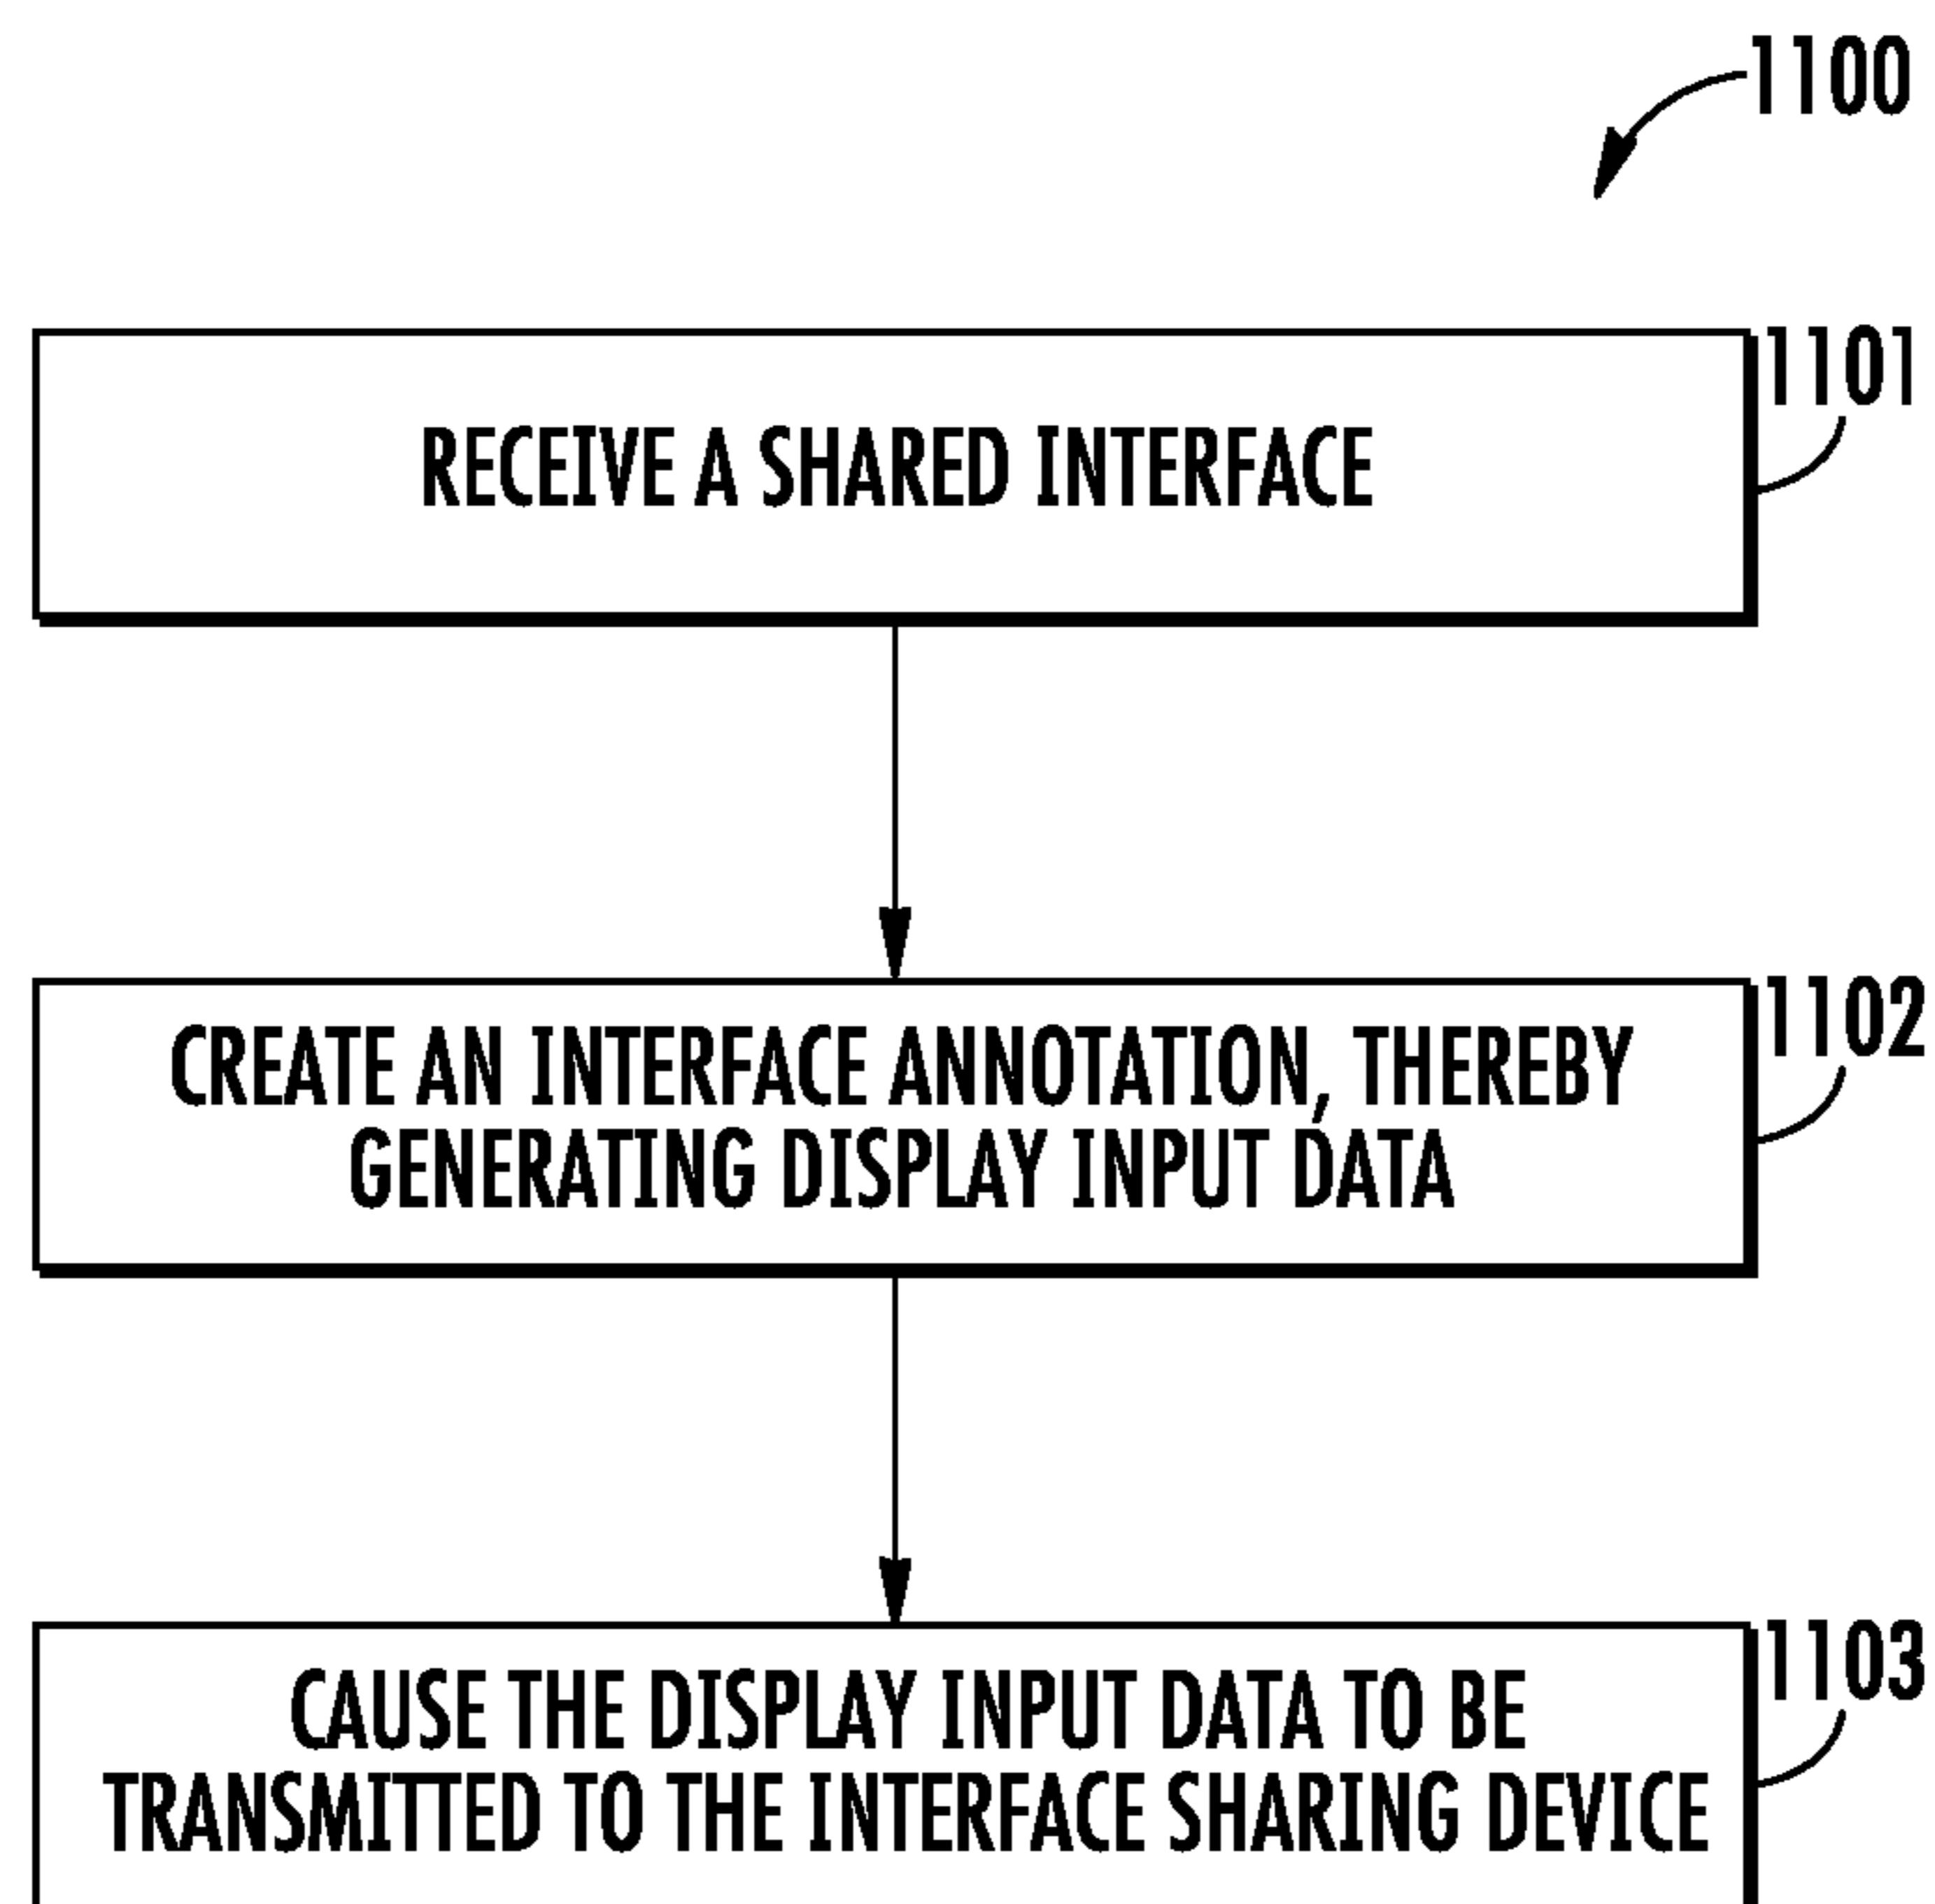 1100
1101
RECEIVE A SHARED INTERFACE
1102
CREATE AN INTERFACE ANNOTATION, THEREBY
GENERATING DISPLAY INPUT DATA
1103
CAUSE THE DISPLAY INPUT DATA TO BE
TRANSMITTED TO THE INTERFACE SHARING DEVICE